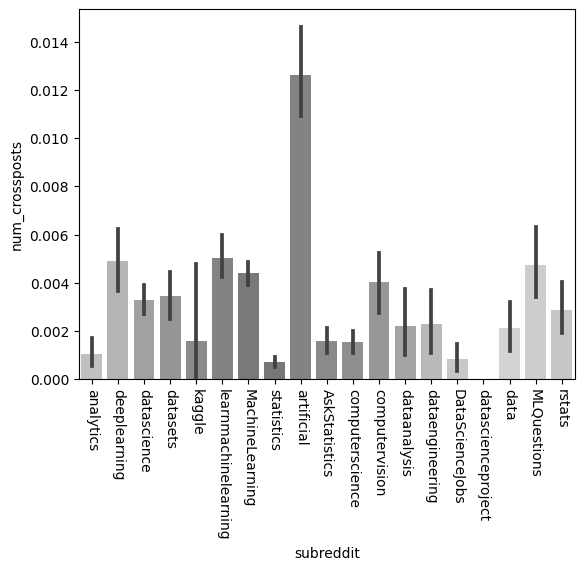 0.014
0.012
0.010
0.008
0.006
0.004
0.002
0.000
num_crossposts
analytics
deeplearning
datascience
datasets
kaggle
learnmachinelearning
MachineLearning
statistics
artificial
AskStatistics
computerscience
computervision
dataanalysis
dataengineering
DataScienceJobs
datascienceproject
data
MLQuestions
rstats
subreddit